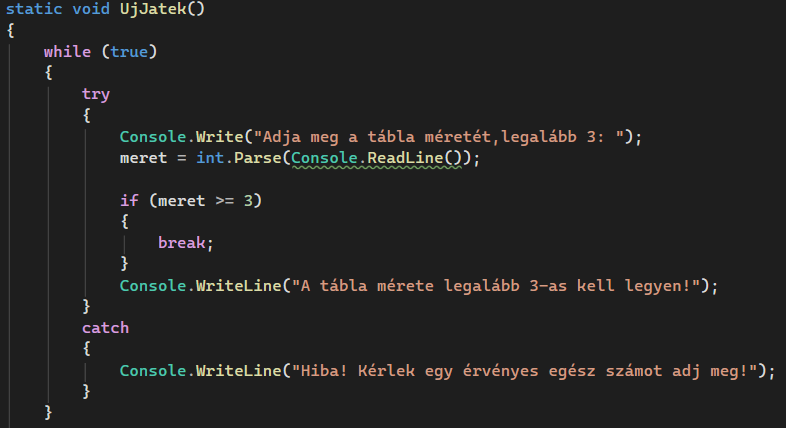 static void UjJatek()
{
    while (true)
    {
        try
        {
            Console.Write("Adja meg a tábla méretét,legalább 3: ");
            meret = int.Parse(Console.ReadLine());

            if (meret >= 3)
            {
                break;
            }
            Console.WriteLine("A tábla mérete legalább 3-as kell legyen!");
        }
        catch
        {
            Console.WriteLine("Hiba! Kérlek egy érvényes egész számot adj meg!");
        }
    }